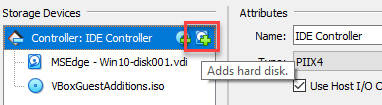 Storage Devices
Attributes
Controller: IDE Controller
Name: IDE Controller
MSEdge - Win10-disk001.vdi
Type: PIIX4
Adds hard disk.
VBoxGuestAdditions.iso
Use Host I/O C